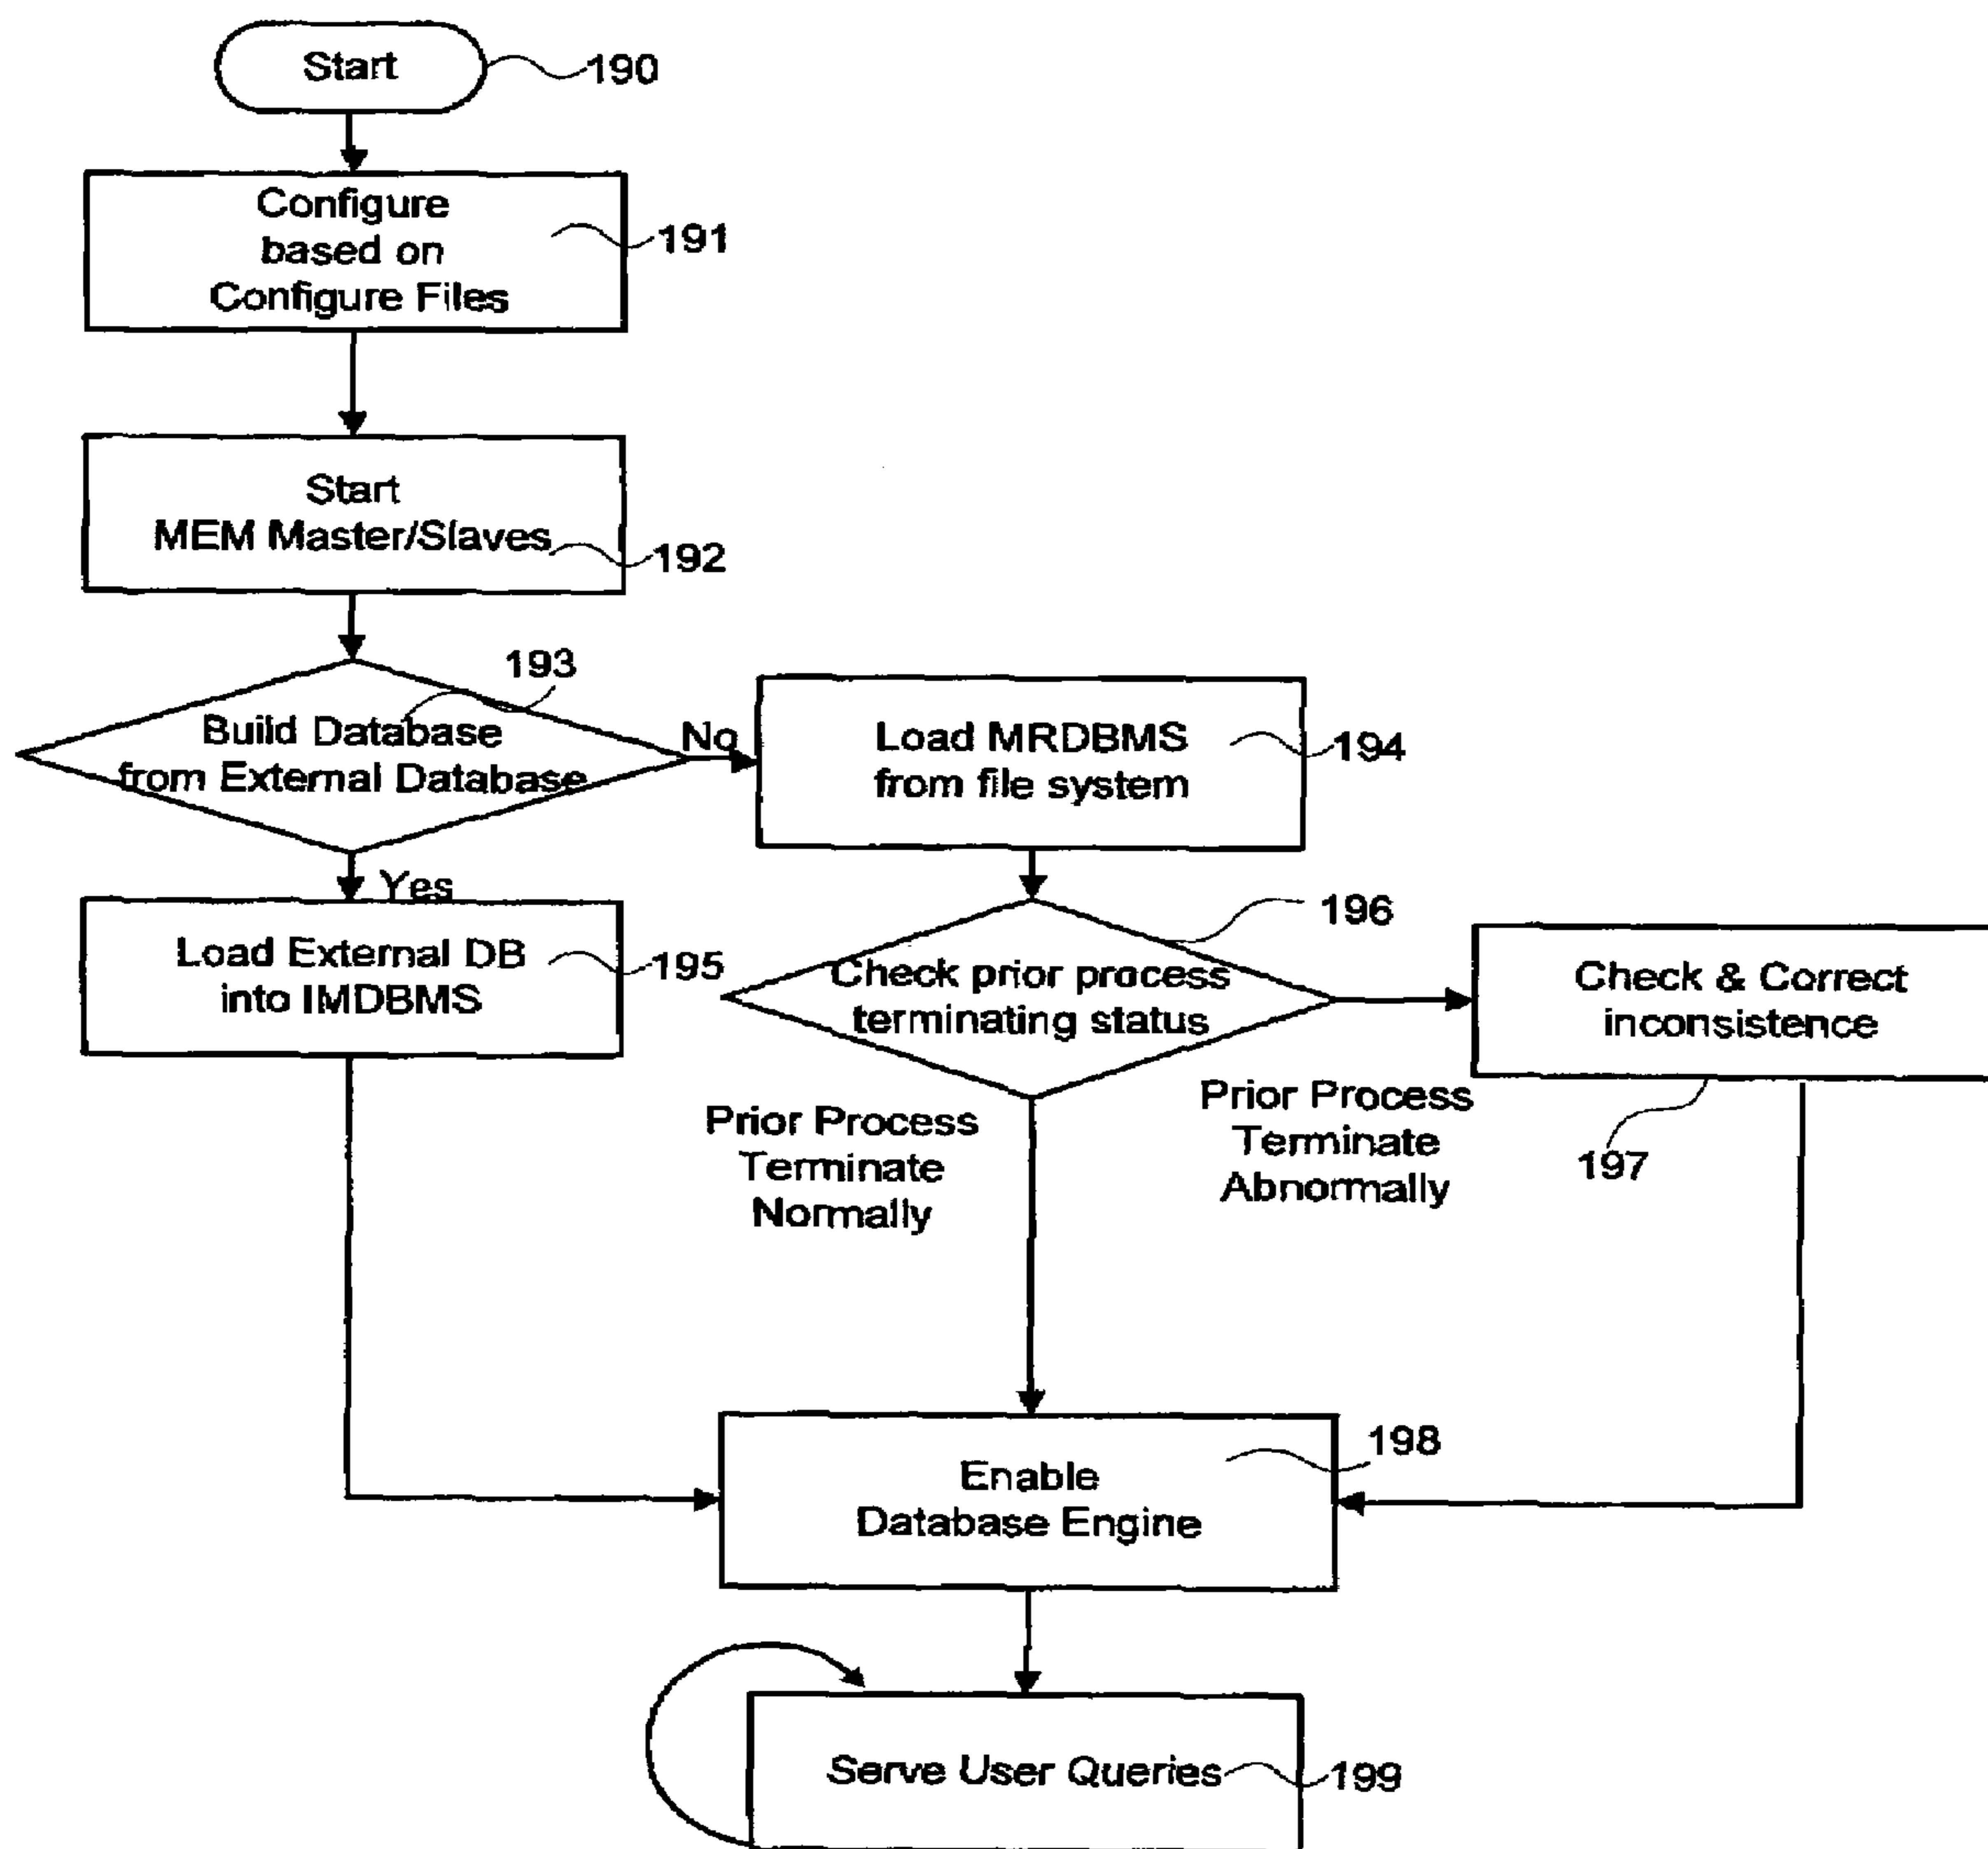 Start
190
Configure
based on
Configure Files
191
Start
MEM Master/Slaves
192
193
Build Database
from External Database
No
Load MRDBMS
from file system
194
Yes
Load External DB
into IMDBMS
195
196
Check prior process
terminating status
Check & Correct
inconsistence
197
Prior Process
Terminate
Normally
Prior Process
Terminate
Abnormally
Enable
Database Engine
198
Serve User Queries
199